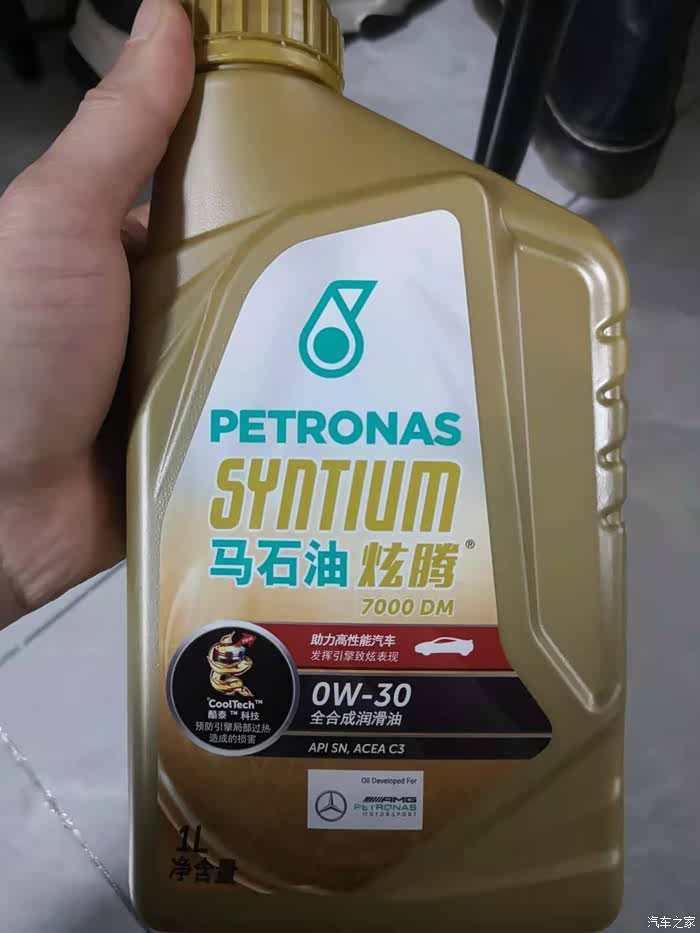 PETRONAS
SYNTIUM
马石油 炫腾®
7000 DM
助力高性能汽车
发挥引擎致炫表现
New
°CoolTech™
酷泰™科技
预防引擎局部过热
造成的损害
0W-30
全合成润滑油
API SN, ACEA C3
Oil Developed For
AMG
PETRONAS
MOTORSPORT
1L
净含量
汽车之家